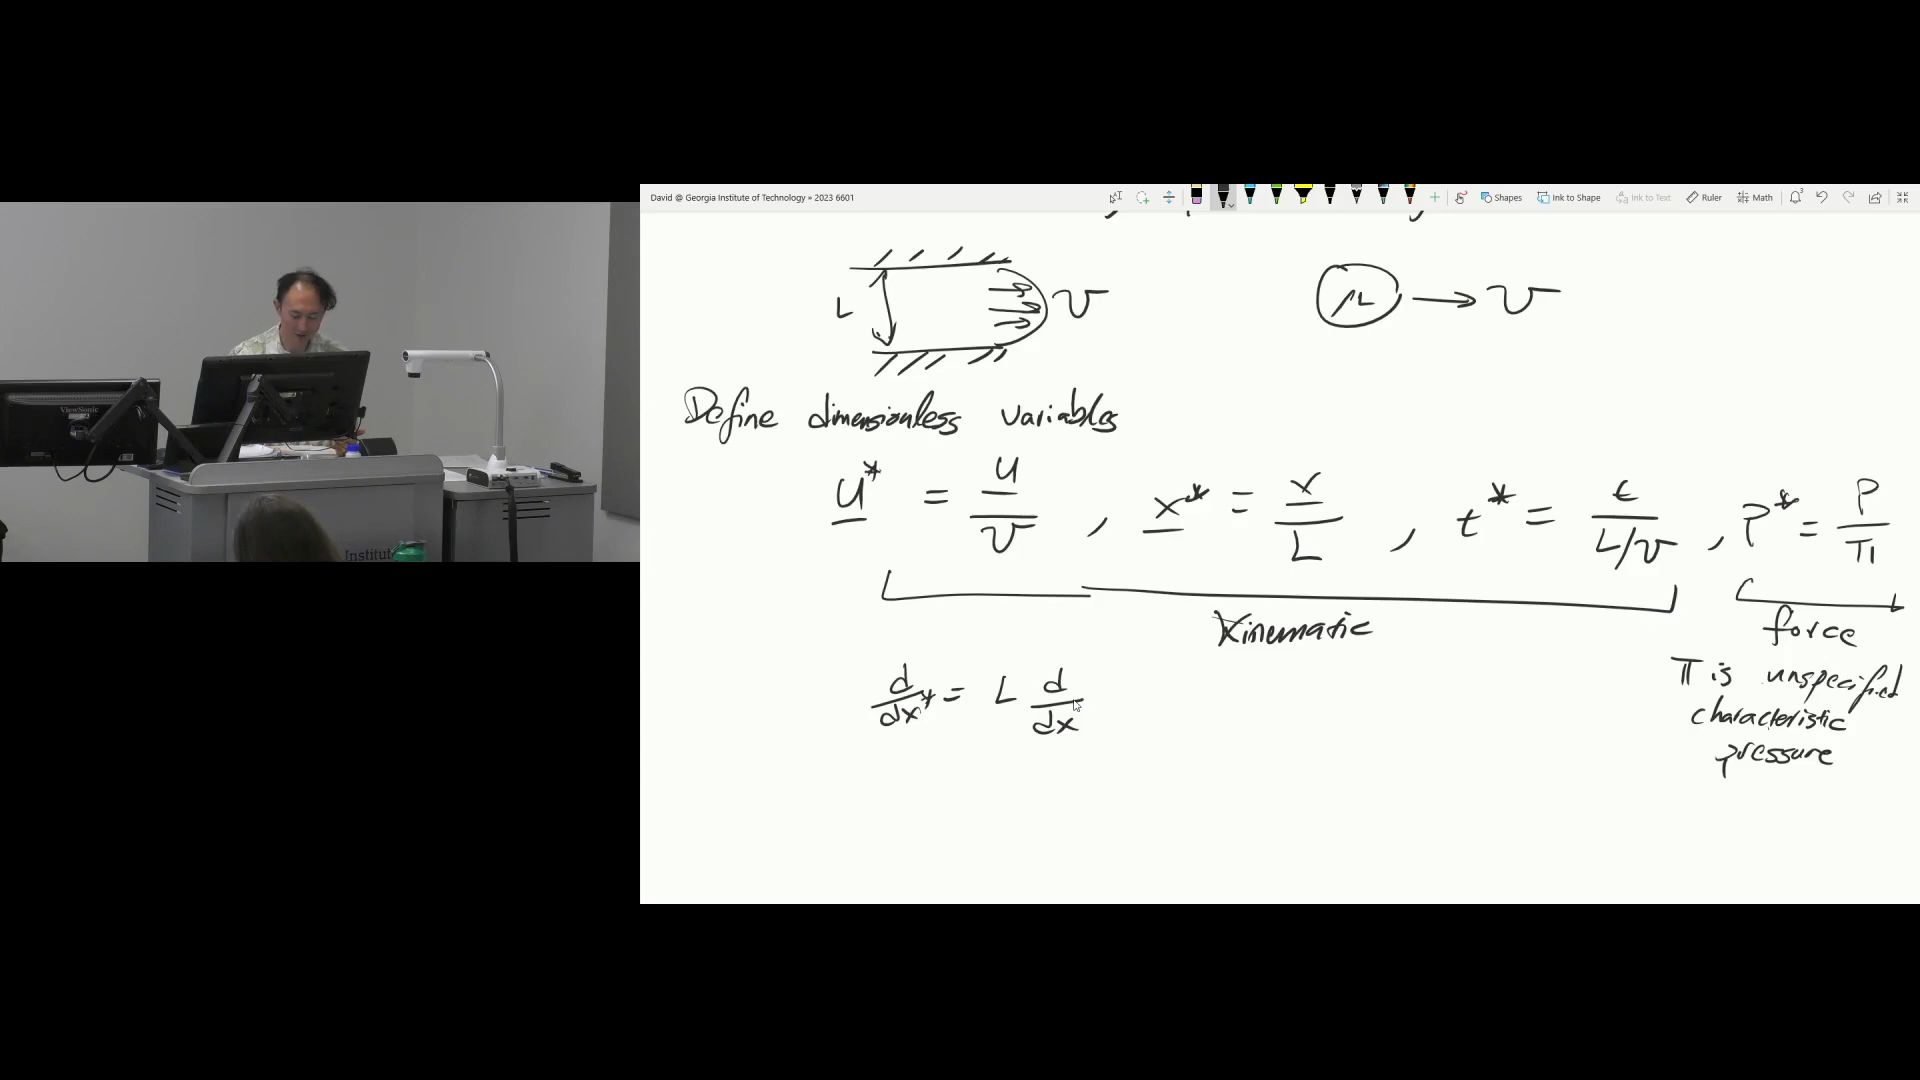 David @ Georgia Institute of Technology » 2023 6601
Shapes
Ink to Shape
Ink to Text
Ruler
Math
L
v
v
Define dimensionless variables
u* = u/v , x* = x/L , t* = t/(L/v) , P* = P/Π
Kinematic
force
d/dx* = L d/dx
Π is unspecified
characteristic
pressure
ViewSonic
Institute